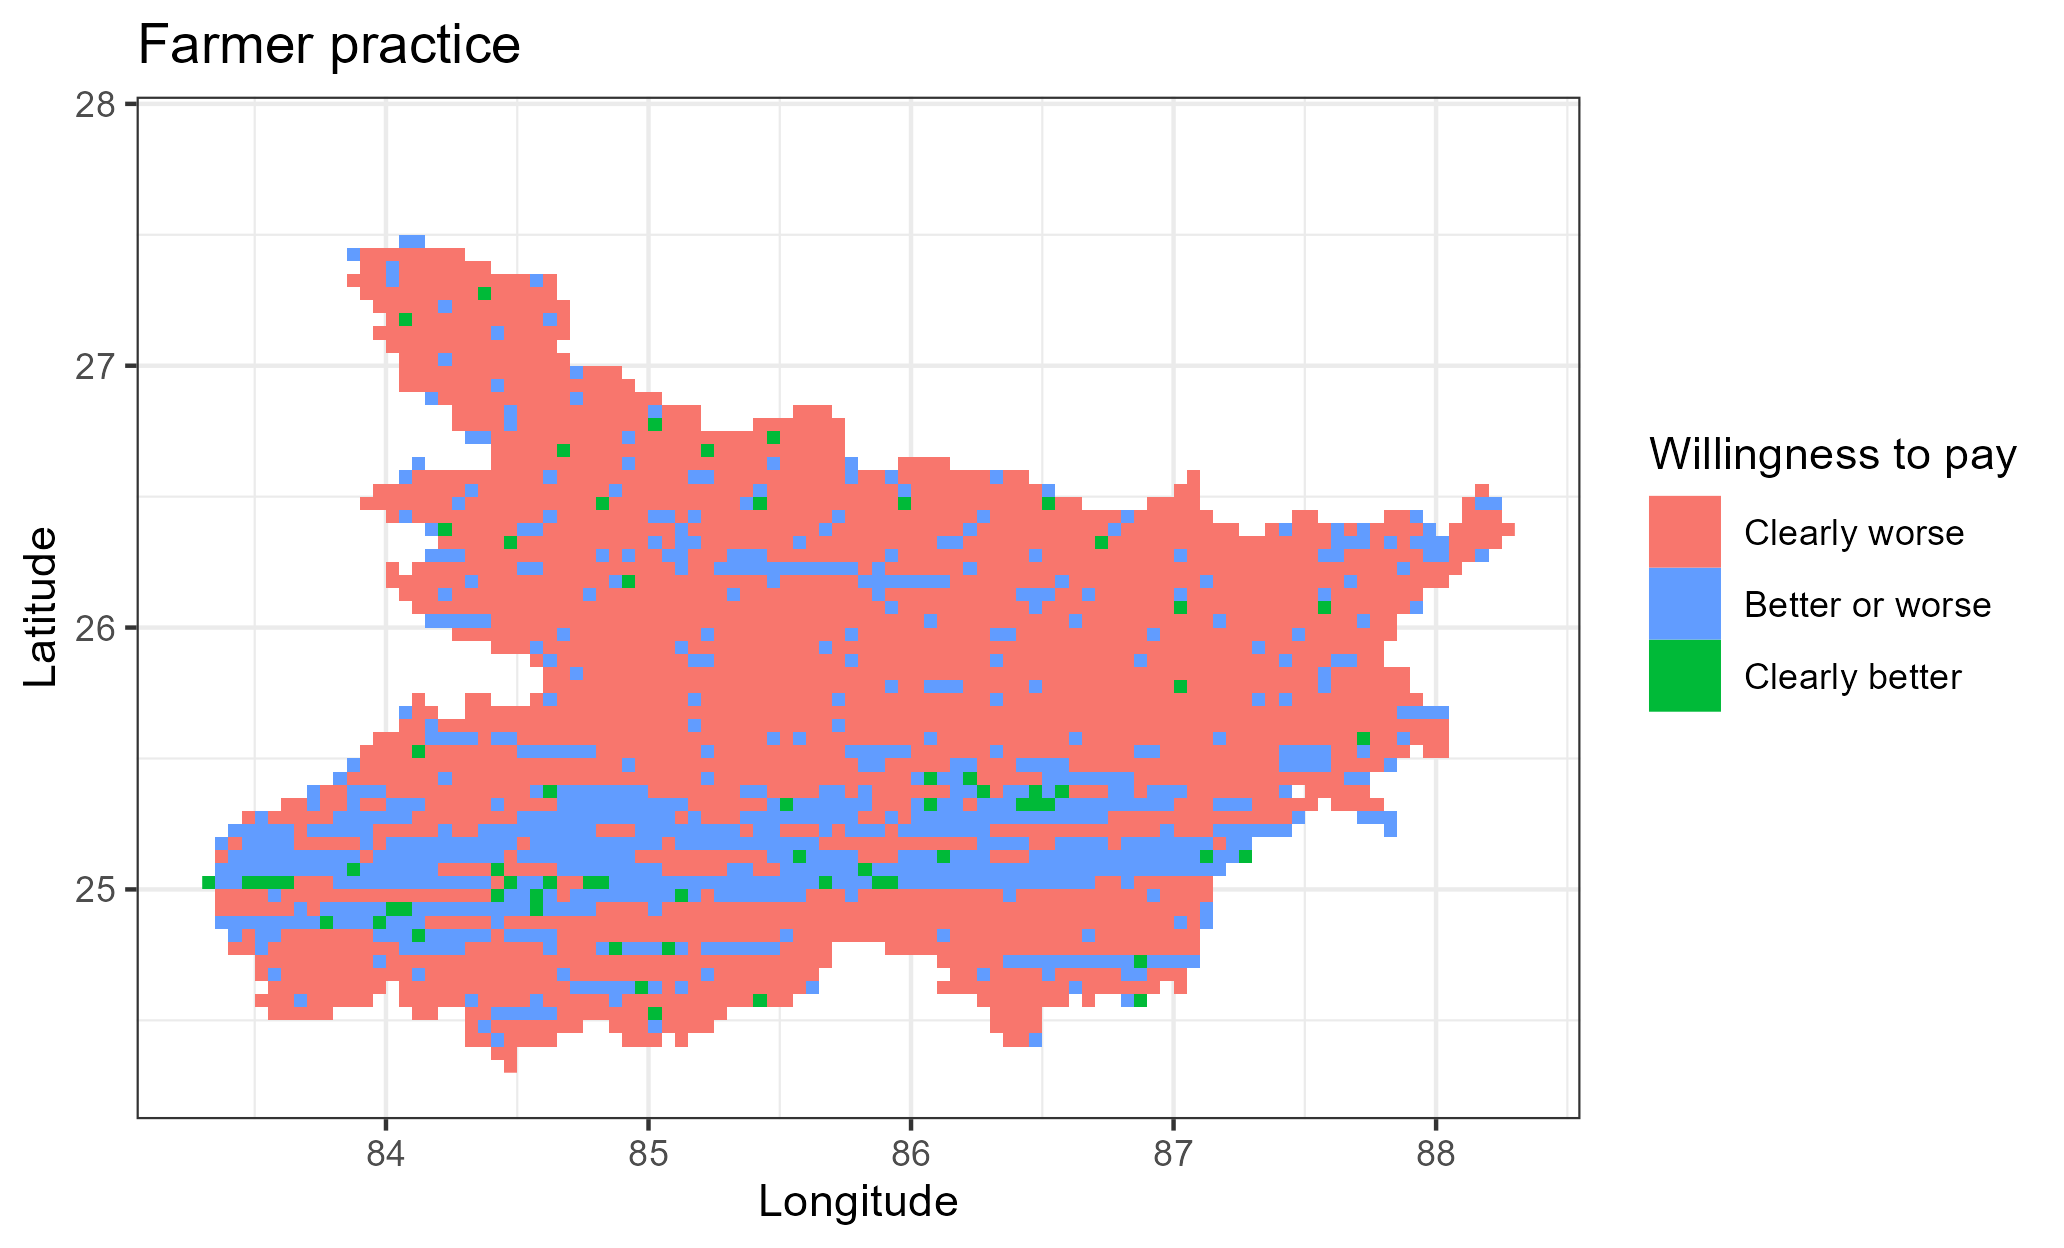 Farmer practice
28
27
26
25
Latitude
84 85 86 87 88
Longitude
Willingness to pay
Clearly worse
Better or worse
Clearly better